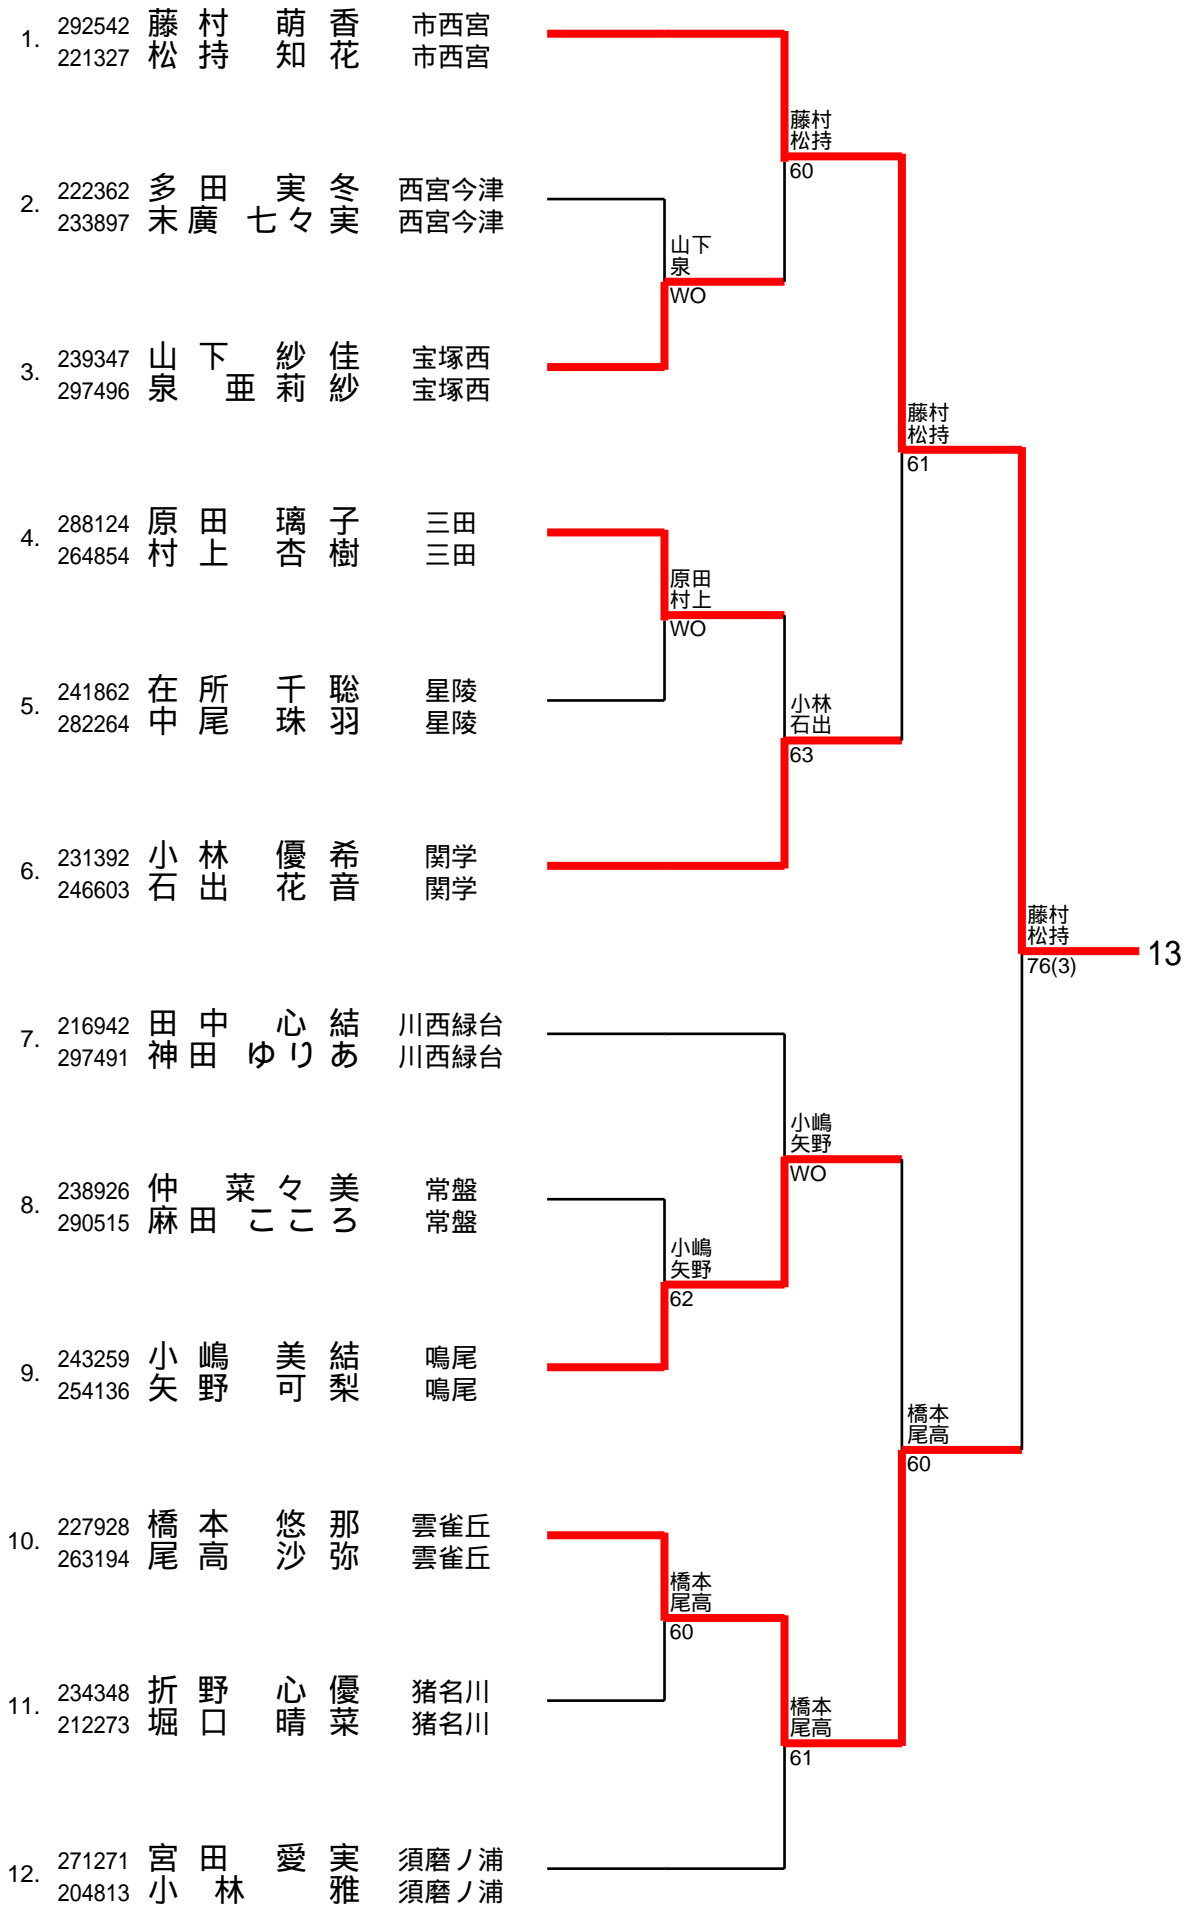 1. 292542 藤村 萌香 市西宮
221327 松持 知花 市西宮
藤村
松持
60
2. 222362 多田 実冬 西宮今津
233897 末廣 七々実 西宮今津
山下
泉
WO
3. 239347 山下 紗佳 宝塚西
297496 泉 亜莉紗 宝塚西
藤村
松持
61
4. 288124 原田 璃子 三田
264854 村上 杏樹 三田
原田
村上
WO
5. 241862 在所 千聡 星陵
282264 中尾 珠羽 星陵
小林
石出
63
6. 231392 小林 優希 関学
246603 石出 花音 関学
藤村
松持
76(3)
13
7. 216942 田中 心結 川西緑台
297491 神田 ゆりあ 川西緑台
小嶋
矢野
WO
8. 238926 仲 菜々美 常盤
290515 麻田 こころ 常盤
小嶋
矢野
62
9. 243259 小嶋 美結 鳴尾
254136 矢野 可梨 鳴尾
橋本
尾高
60
10. 227928 橋本 悠那 雲雀丘
263194 尾高 沙弥 雲雀丘
橋本
尾高
60
11. 234348 折野 心優 猪名川
212273 堀口 晴菜 猪名川
橋本
尾高
61
12. 271271 宮田 愛実 須磨ノ浦
204813 小林 雅 須磨ノ浦